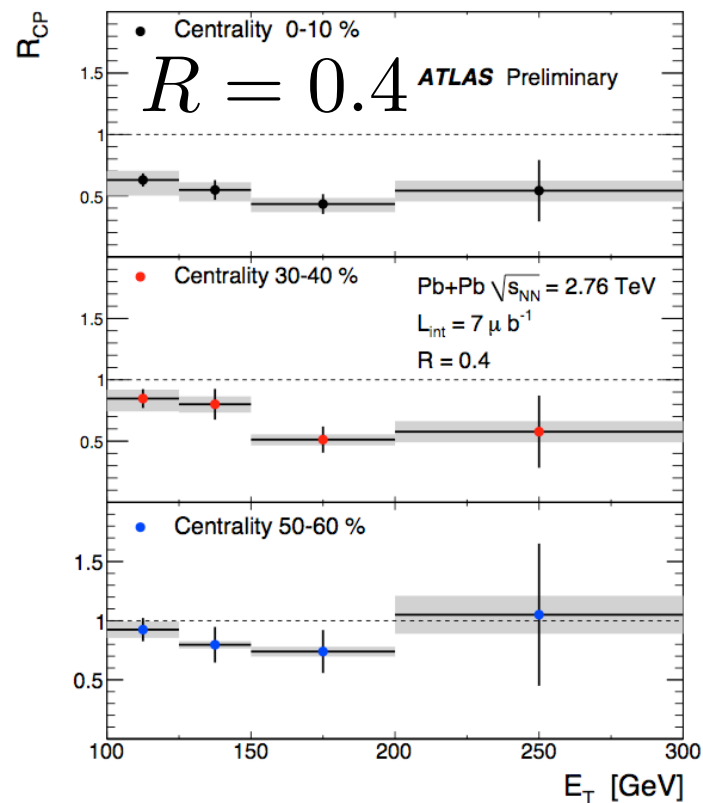 R_CP
Centrality 0-10 %
R = 0.4
ATLAS Preliminary
1.5
1
0.5
Centrality 30-40 %
Pb+Pb √s_NN = 2.76 TeV
L_int = 7 μ b^-1
R = 0.4
1.5
1
0.5
Centrality 50-60 %
1.5
1
0.5
100 150 200 250 300
E_T [GeV]